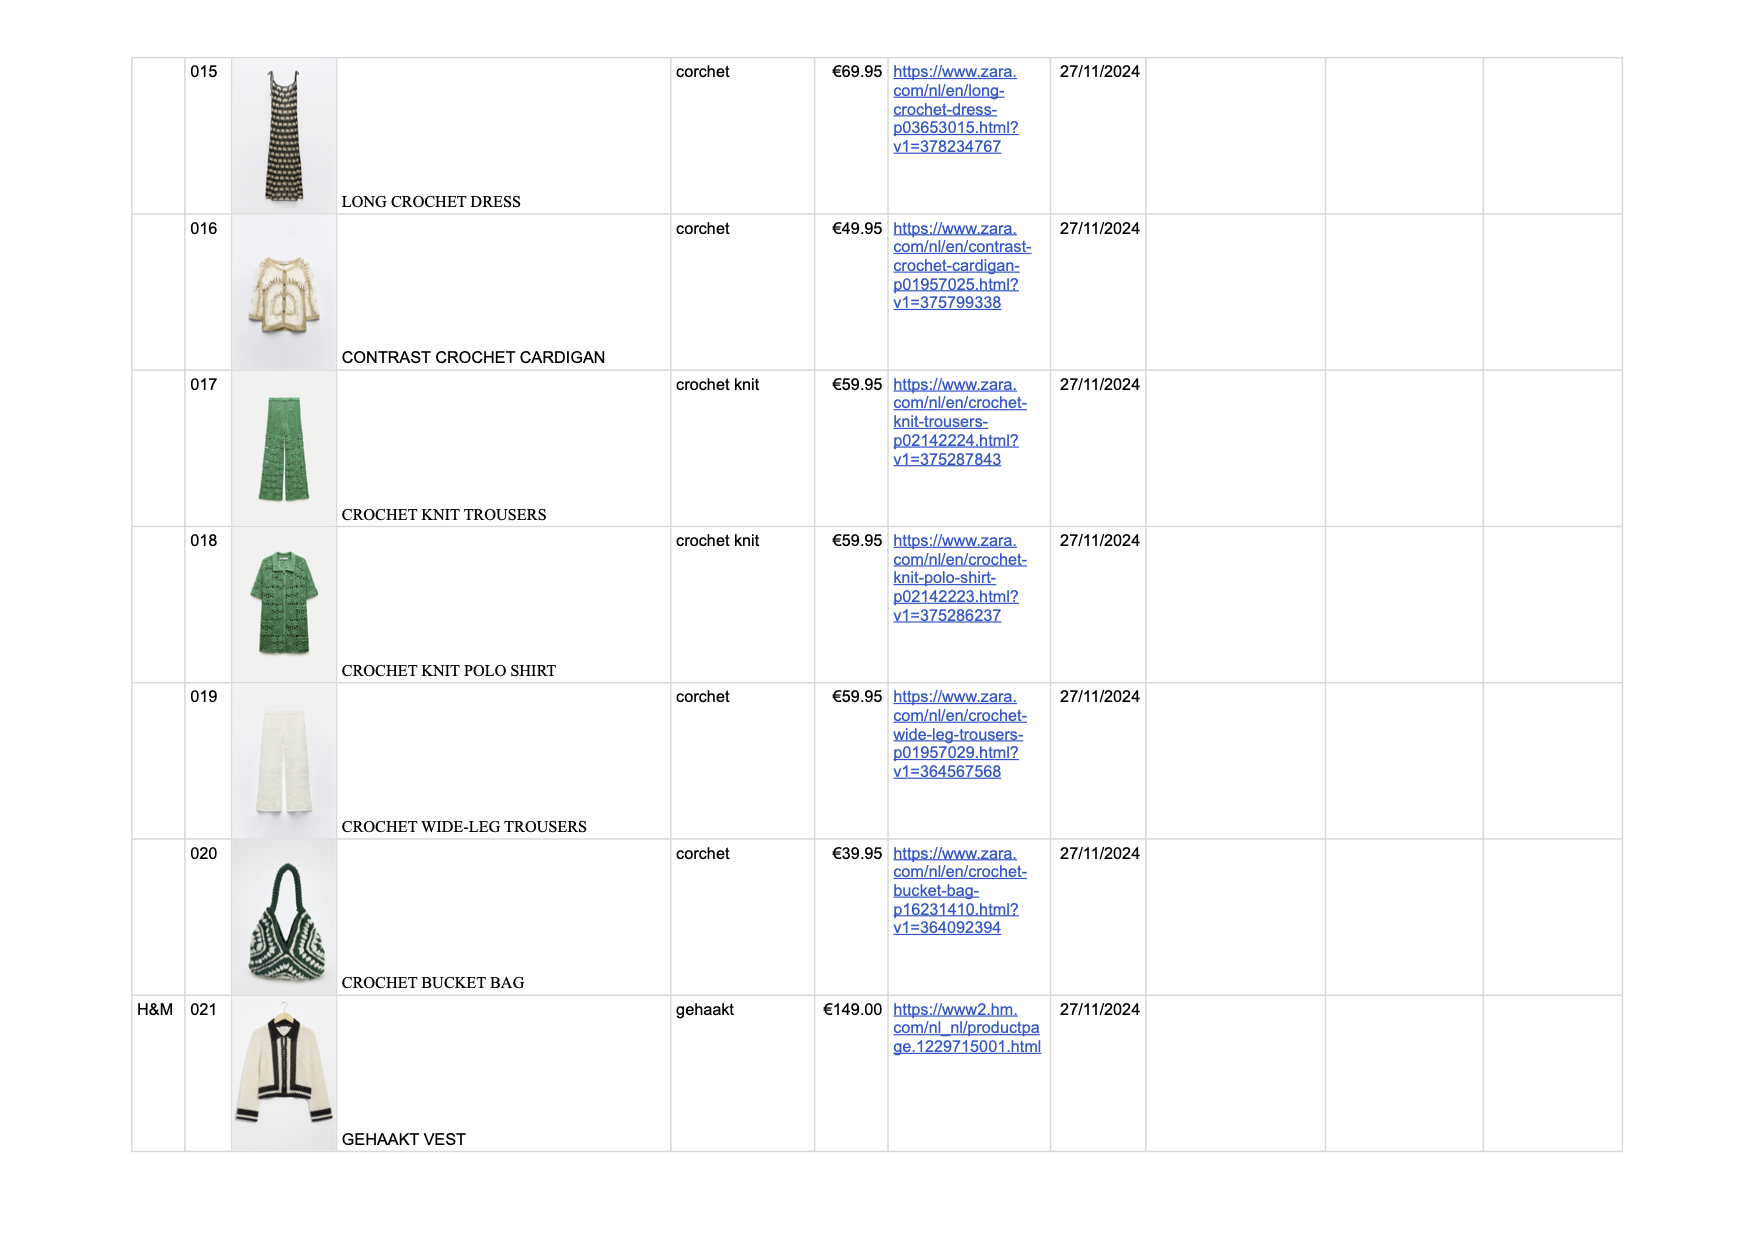 015
corchet
€69.95
https://www.zara.
com/nl/en/long-
crochet-dress-
p03653015.html?
v1=378234767
27/11/2024
LONG CROCHET DRESS
016
corchet
€49.95
https://www.zara.
com/nl/en/contrast-
crochet-cardigan-
p01957025.html?
v1=375799338
27/11/2024
CONTRAST CROCHET CARDIGAN
017
crochet knit
€59.95
https://www.zara.
com/nl/en/crochet-
knit-trousers-
p02142224.html?
v1=375287843
27/11/2024
CROCHET KNIT TROUSERS
018
crochet knit
€59.95
https://www.zara.
com/nl/en/crochet-
knit-polo-shirt-
p02142223.html?
v1=375286237
27/11/2024
CROCHET KNIT POLO SHIRT
019
corchet
€59.95
https://www.zara.
com/nl/en/crochet-
wide-leg-trousers-
p01957029.html?
v1=364567568
27/11/2024
CROCHET WIDE-LEG TROUSERS
020
corchet
€39.95
https://www.zara.
com/nl/en/crochet-
bucket-bag-
p16231410.html?
v1=364092394
27/11/2024
CROCHET BUCKET BAG
H&M
021
gehaakt
€149.00
https://www2.hm.
com/nl_nl/productpa
ge.1229715001.html
27/11/2024
GEHAAKT VEST